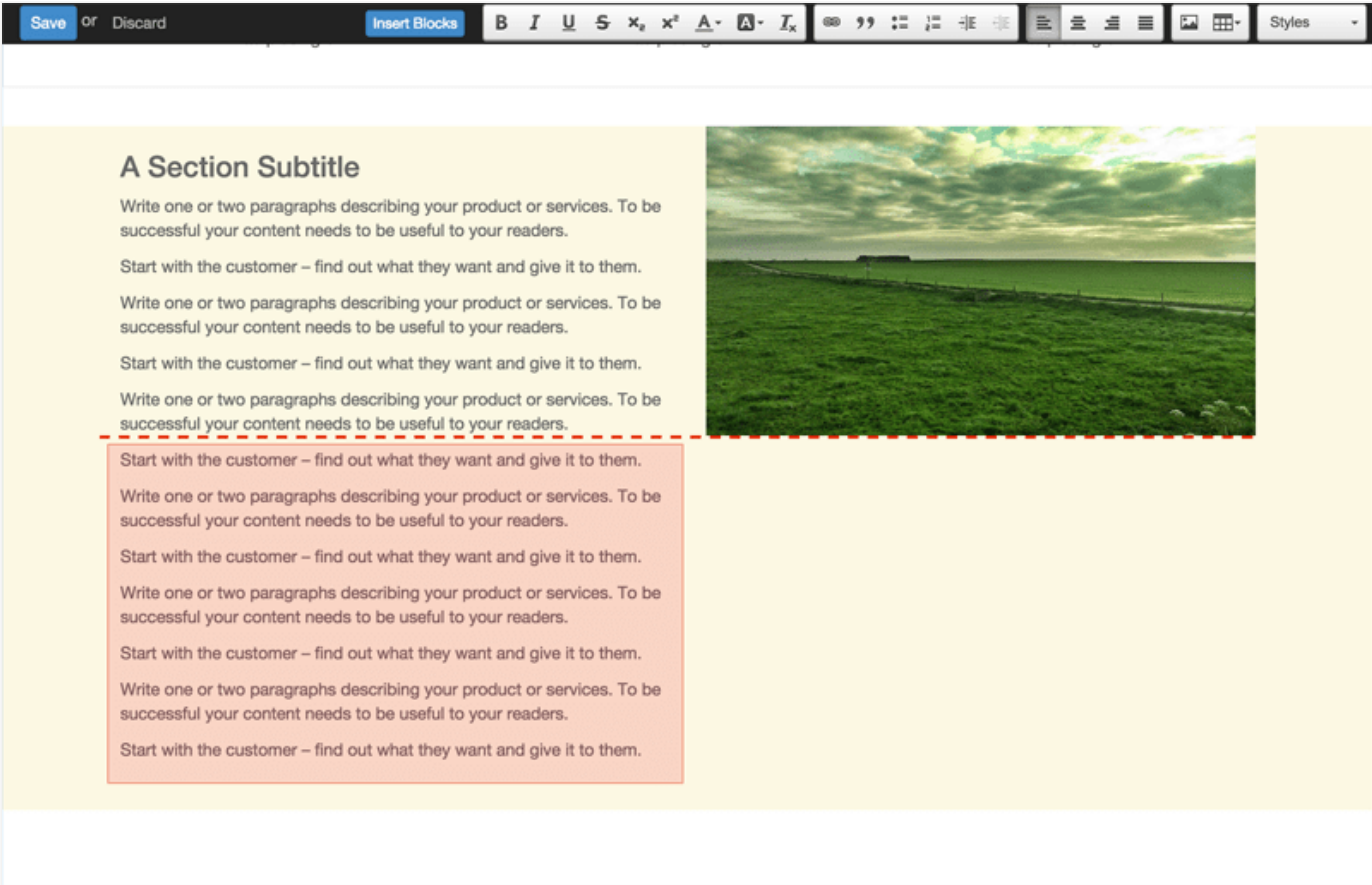 Save or Discard Insert Blocks B I U S x₂ x² A A Ix Styles
A Section Subtitle
Write one or two paragraphs describing your product or services. To be
successful your content needs to be useful to your readers.
Start with the customer – find out what they want and give it to them.
Write one or two paragraphs describing your product or services. To be
successful your content needs to be useful to your readers.
Start with the customer – find out what they want and give it to them.
Write one or two paragraphs describing your product or services. To be
successful your content needs to be useful to your readers.
Start with the customer – find out what they want and give it to them.
Write one or two paragraphs describing your product or services. To be
successful your content needs to be useful to your readers.
Start with the customer – find out what they want and give it to them.
Write one or two paragraphs describing your product or services. To be
successful your content needs to be useful to your readers.
Start with the customer – find out what they want and give it to them.
Write one or two paragraphs describing your product or services. To be
successful your content needs to be useful to your readers.
Start with the customer – find out what they want and give it to them.